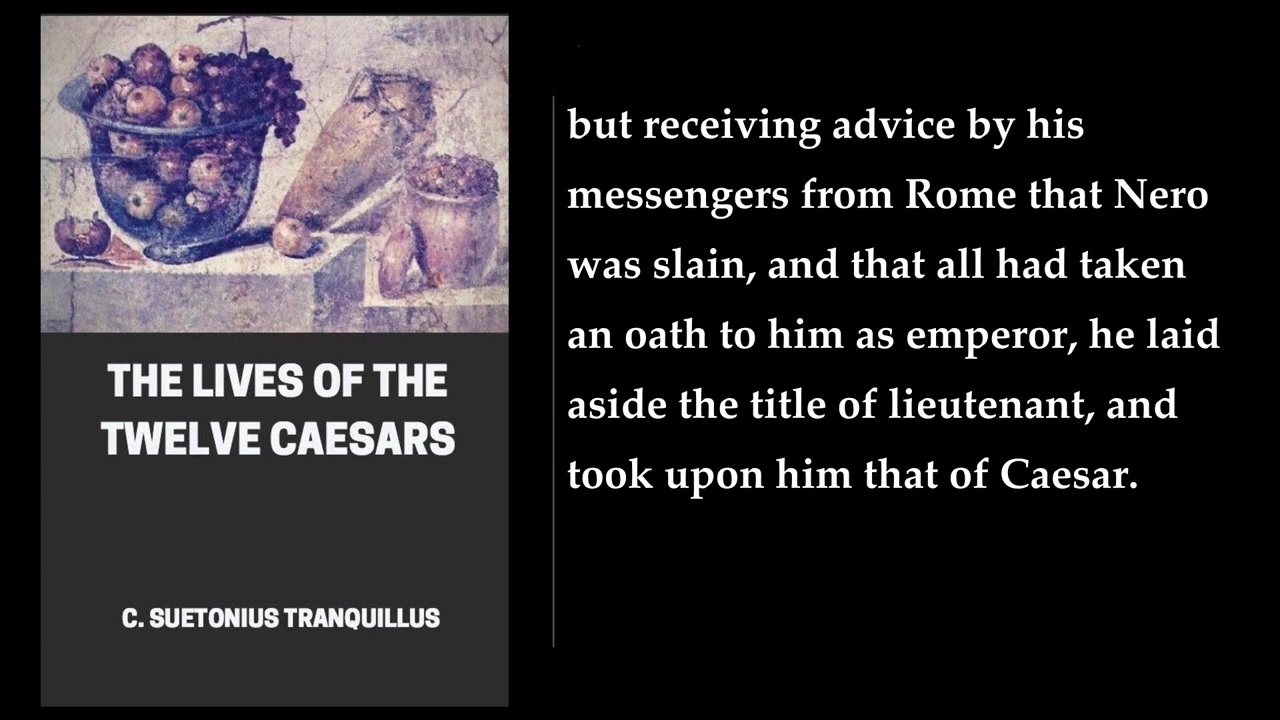 THE LIVES OF THE
TWELVE CAESARS
C. SUETONIUS TRANQUILLUS
but receiving advice by his
messengers from Rome that Nero
was slain, and that all had taken
an oath to him as emperor, he laid
aside the title of lieutenant, and
took upon him that of Caesar.